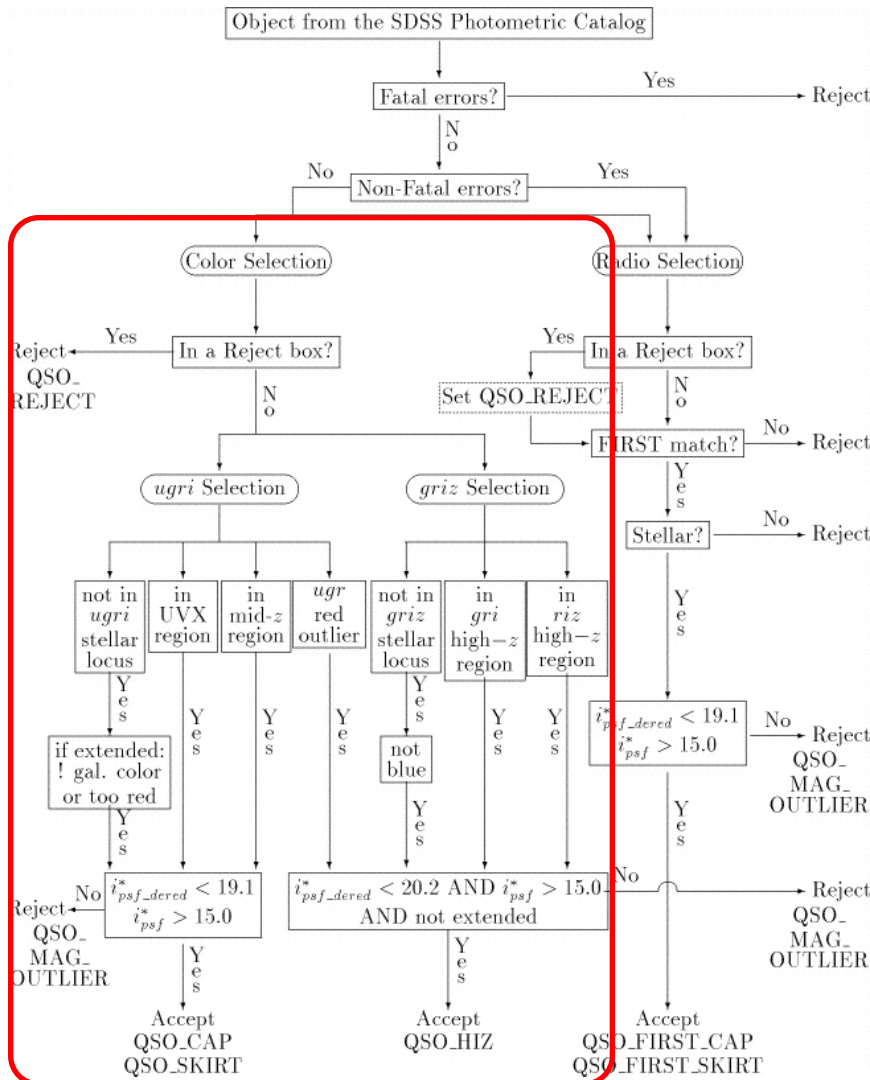 Object from the SDSS Photometric Catalog
Fatal errors?
Yes
Reject
No
Non-Fatal errors?
No
Yes
Color Selection
Radio Selection
In a Reject box?
Yes
Reject
QSO_
REJECT
No
In a Reject box?
Yes
Set QSO_REJECT
No
FIRST match?
No
Reject
Yes
ugri Selection
griz Selection
Stellar?
No
Reject
Yes
not in
ugri
stellar
locus
in
UVX
region
in
mid-z
region
ugr
red
outlier
not in
griz
stellar
locus
in
gri
high-z
region
in
riz
high-z
region
Yes
Yes
Yes
Yes
Yes
Yes
Yes
if extended:
! gal. color
or too red
Yes
not
blue
Yes
i*psf_dered < 19.1
i*psf > 15.0
No
Reject
QSO_
MAG_
OUTLIER
Yes
i*psf_dered < 19.1
i*psf > 15.0
No
Reject
QSO_
MAG_
OUTLIER
Yes
i*psf_dered < 20.2 AND i*psf > 15.0
AND not extended
No
Reject
QSO_
MAG_
OUTLIER
Yes
Accept
QSO_CAP
QSO_SKIRT
Accept
QSO_HIZ
Accept
QSO_FIRST_CAP
QSO_FIRST_SKIRT